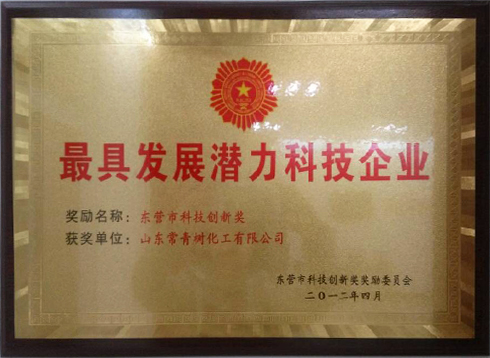 最具发展潜力科技企业
奖励名称：东营市科技创新奖
获奖单位：山东常青树化工有限公司
东营市科技创新奖奖励委员会
二〇一二年四月